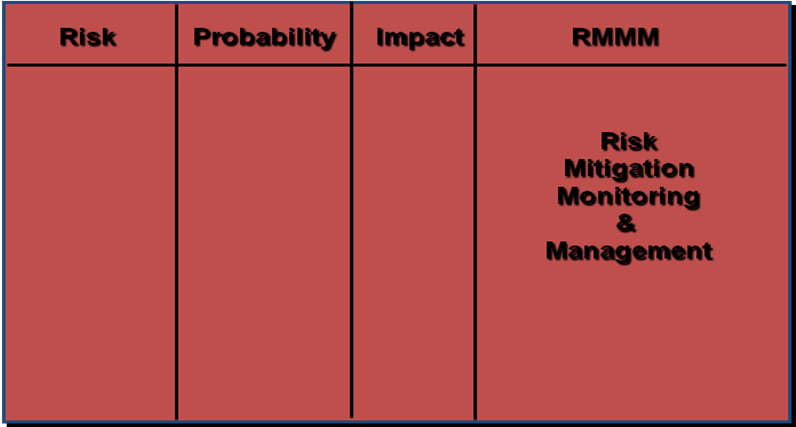 Risk Probability Impact RMMM
Risk
Mitigation
Monitoring
&
Management